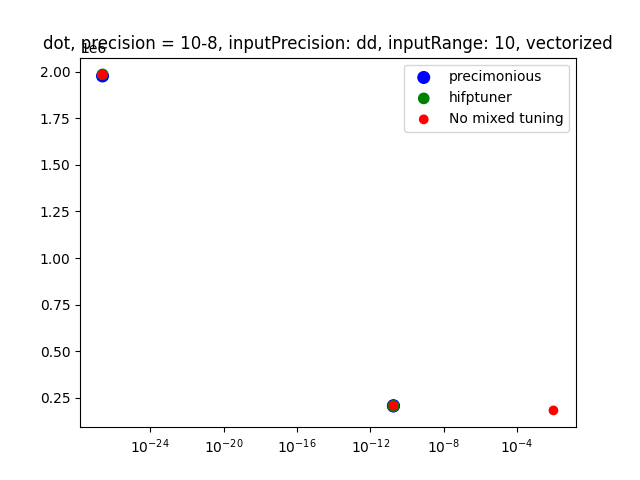 dot, precision = 10-8, inputPrecision: dd, inputRange: 10, vectorized
1e6
2.00
1.75
1.50
1.25
1.00
0.75
0.50
0.25
precimonious
hifptuner
No mixed tuning
10⁻²⁴ 10⁻²⁰ 10⁻¹⁶ 10⁻¹² 10⁻⁸ 10⁻⁴